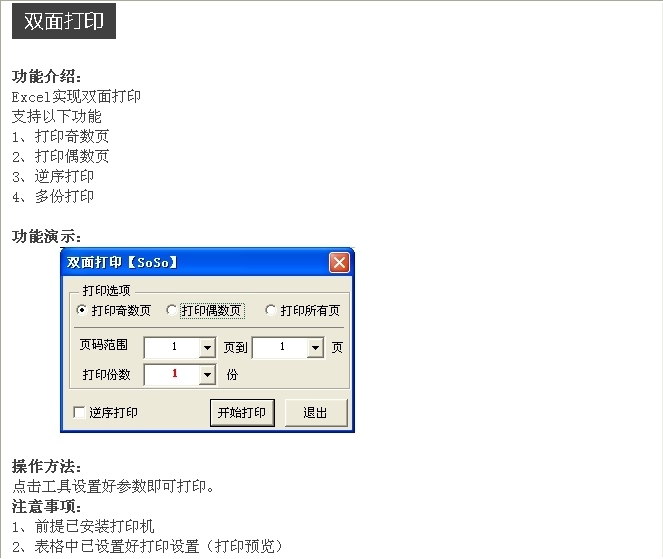 双面打印
功能介绍：
Excel实现双面打印
支持以下功能
1、打印奇数页
2、打印偶数页
3、逆序打印
4、多份打印
功能演示：
双面打印【SoSo】
打印选项
打印奇数页 打印偶数页 打印所有页
页码范围 1 页到 1 页
打印份数 1 份
逆序打印 开始打印 退出
操作方法：
点击工具设置好参数即可打印。
注意事项：
1、前提已安装打印机
2、表格中已设置好打印设置（打印预览）